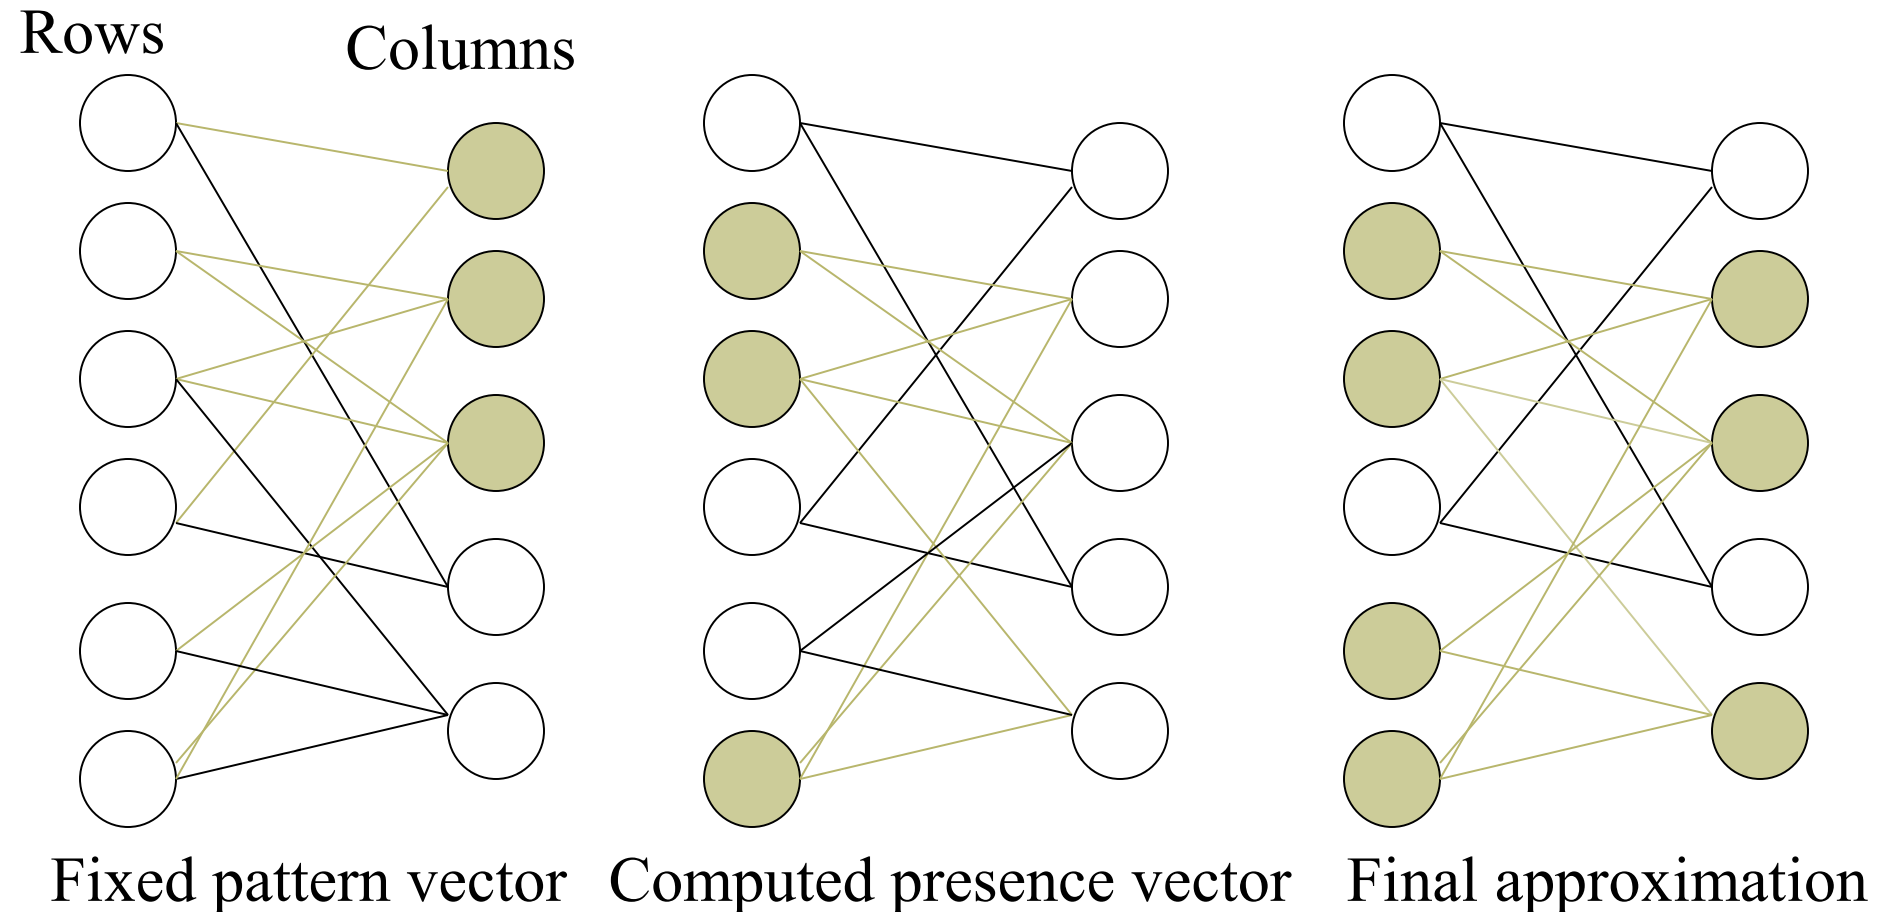 Rows
Columns
Fixed pattern vector
Computed presence vector
Final approximation